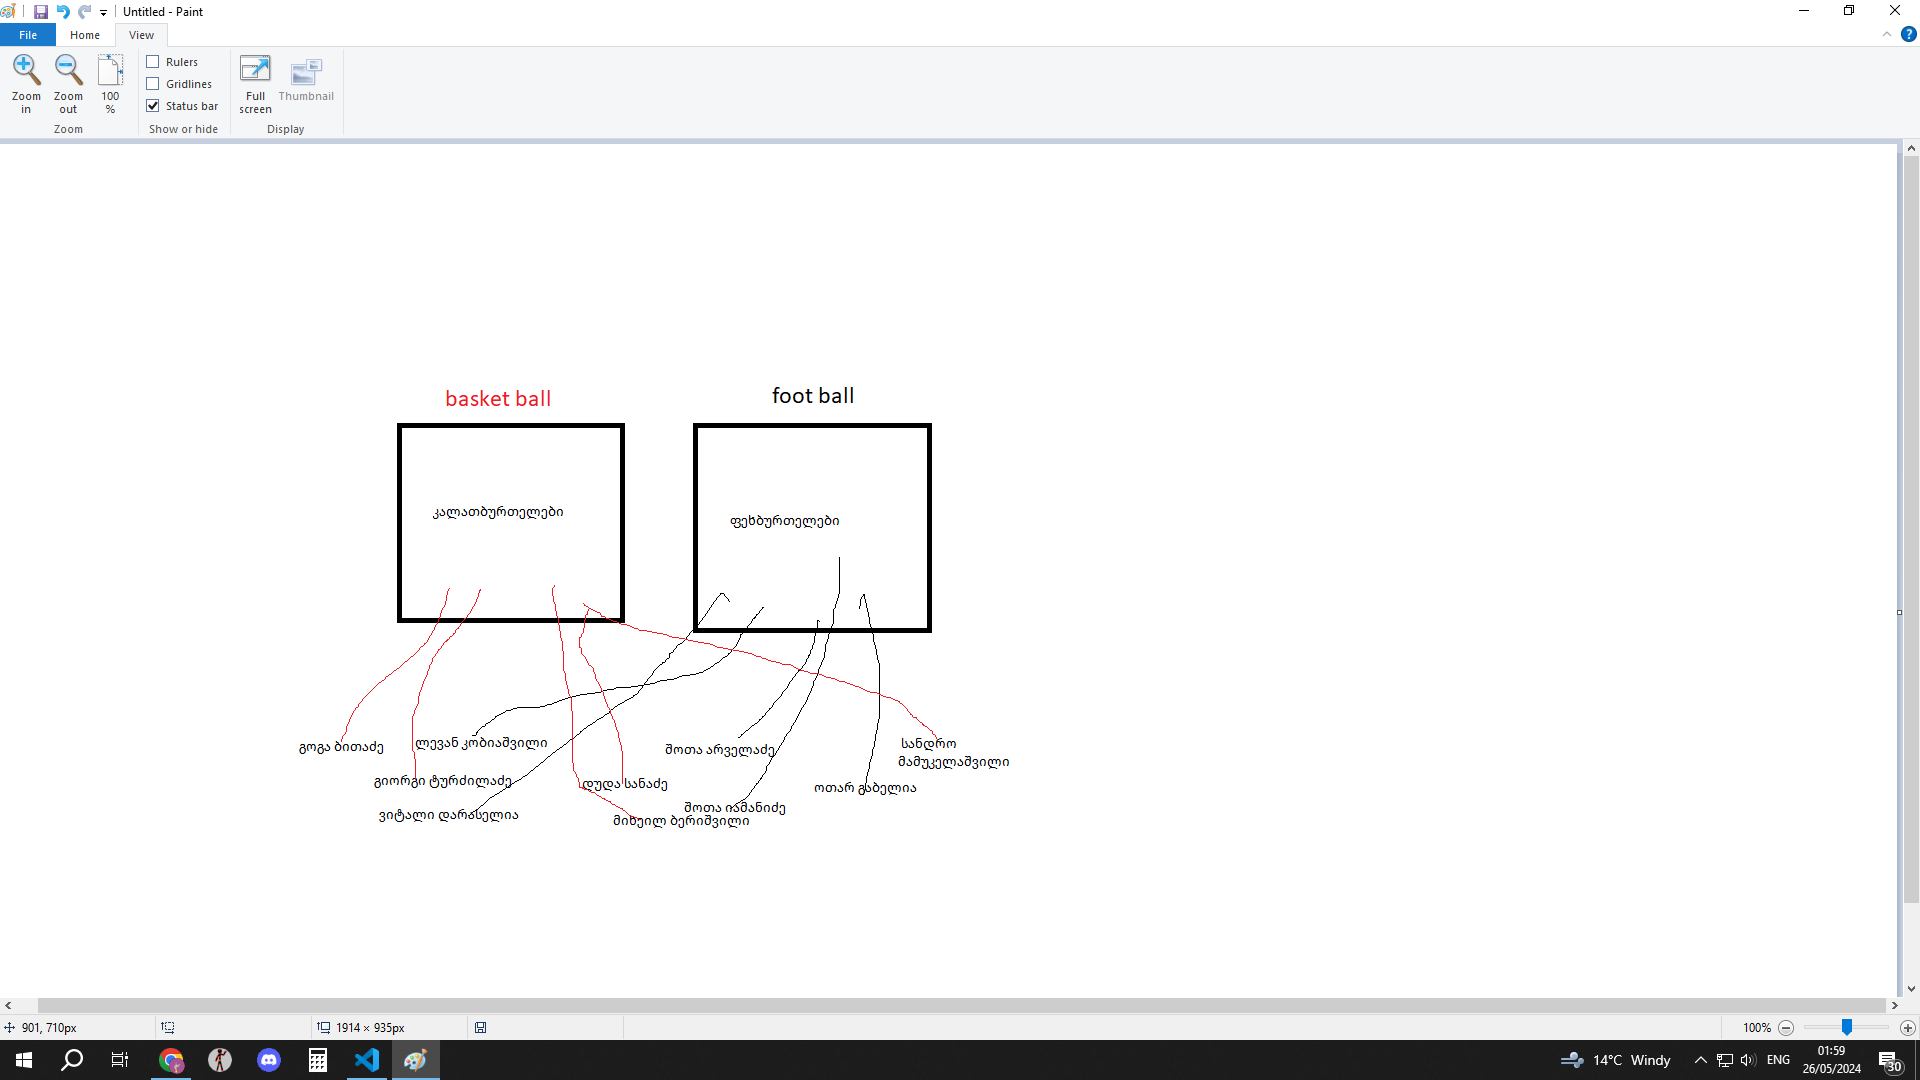 Untitled - Paint
File Home View
Rulers
Gridlines
Status bar
Zoom in
Zoom out
100 %
Full screen
Thumbnail
Zoom
Show or hide
Display
basket ball
foot ball
კალათბურთელები
ფეხბურთელები
გოგა ბითაძე
ლევან კობიაშვილი
შოთა არველაძე
სანდრო
მამუკელაშვილი
გიორგი ტურძილაძე
დუდა სანაძე
ოთარ გაბელია
ვიტალი დარასელია
შოთა იამანიძე
მიხეილ ბერიშვილი
901, 710px
1914 × 935px
100%
14°C Windy
ENG
01:59
26/05/2024
30